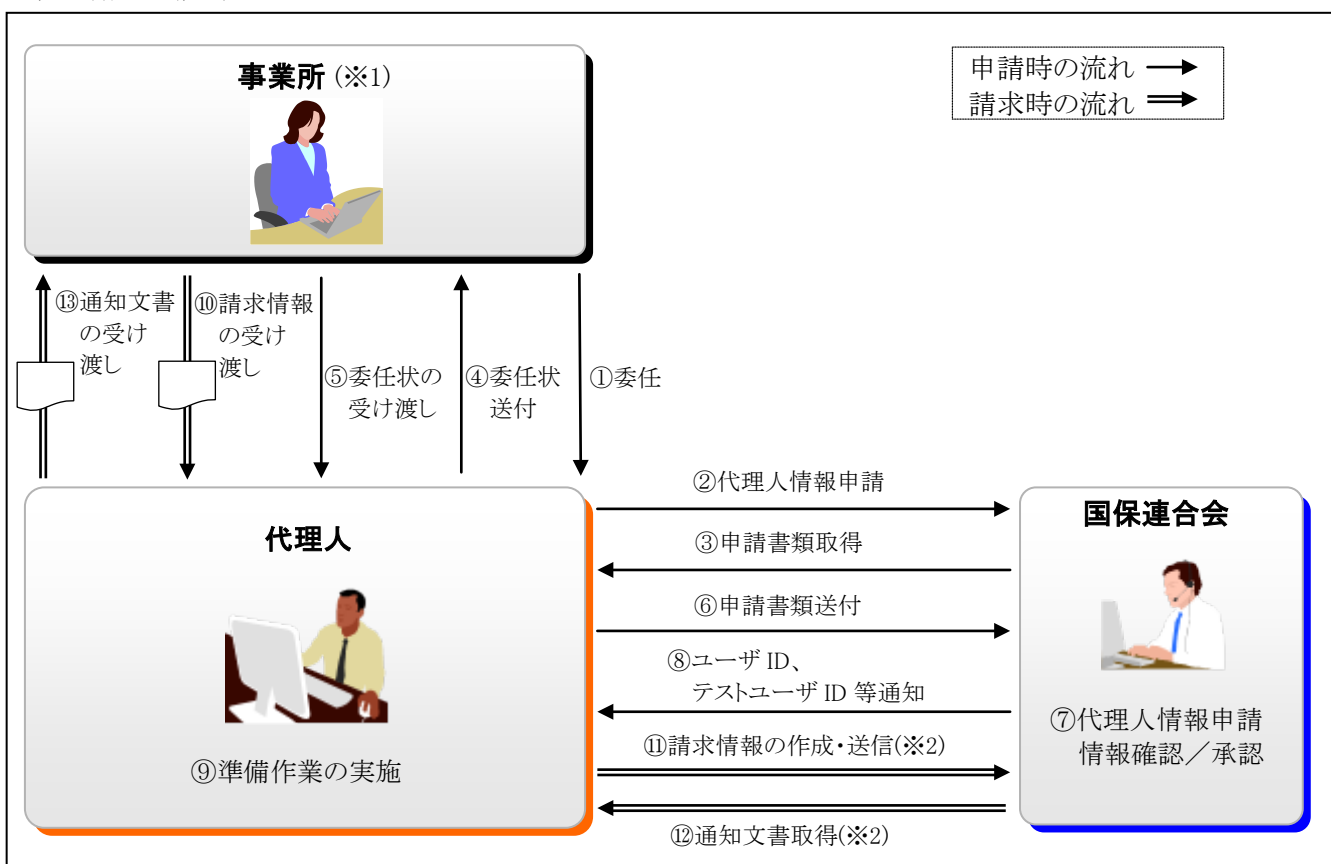 事業所 (※1)
申請時の流れ
請求時の流れ
⑬通知文書
の受け
渡し
⑩請求情報
の受け
渡し
⑤委任状の
受け渡し
④委任状
送付
①委任
代理人
⑨準備作業の実施
②代理人情報申請
③申請書類取得
⑥申請書類送付
⑧ユーザ ID、
テストユーザ ID 等通知
⑪請求情報の作成・送信(※2)
⑫通知文書取得(※2)
国保連合会
⑦代理人情報申請
情報確認／承認